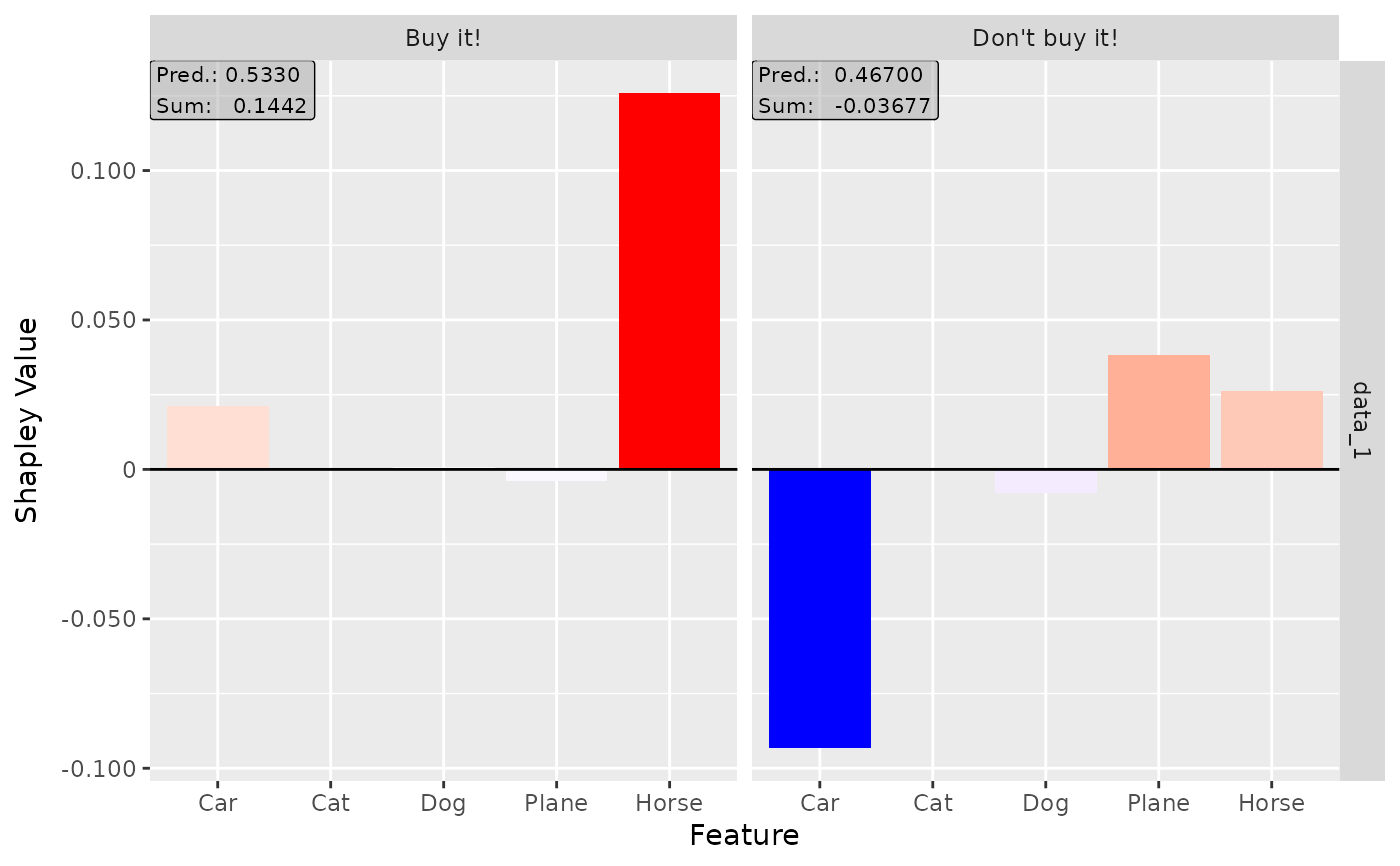 Buy it!
Don't buy it!
Pred.: 0.5330
Sum: 0.1442
Pred.: 0.46700
Sum: -0.03677
0.100
0.050
0
-0.050
-0.100
Shapley Value
data_1
Car Cat Dog Plane Horse
Car Cat Dog Plane Horse
Feature